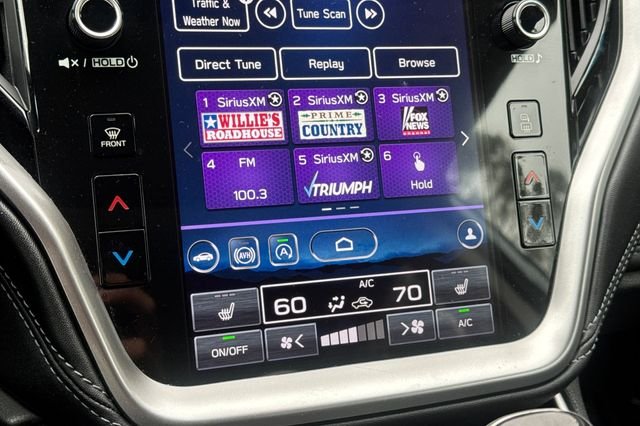 Traffic &
Weather Now
Tune Scan
HOLD
HOLD
Direct Tune
Replay
Browse
1 SiriusXM
WILLIE'S
ROADHOUSE
2 SiriusXM
PRIME
COUNTRY
3 SiriusXM
FOX
NEWS
4 FM
100.3
5 SiriusXM
TRIUMPH
6
Hold
FRONT
AVH
A
A/C
60
70
ON/OFF
A/C